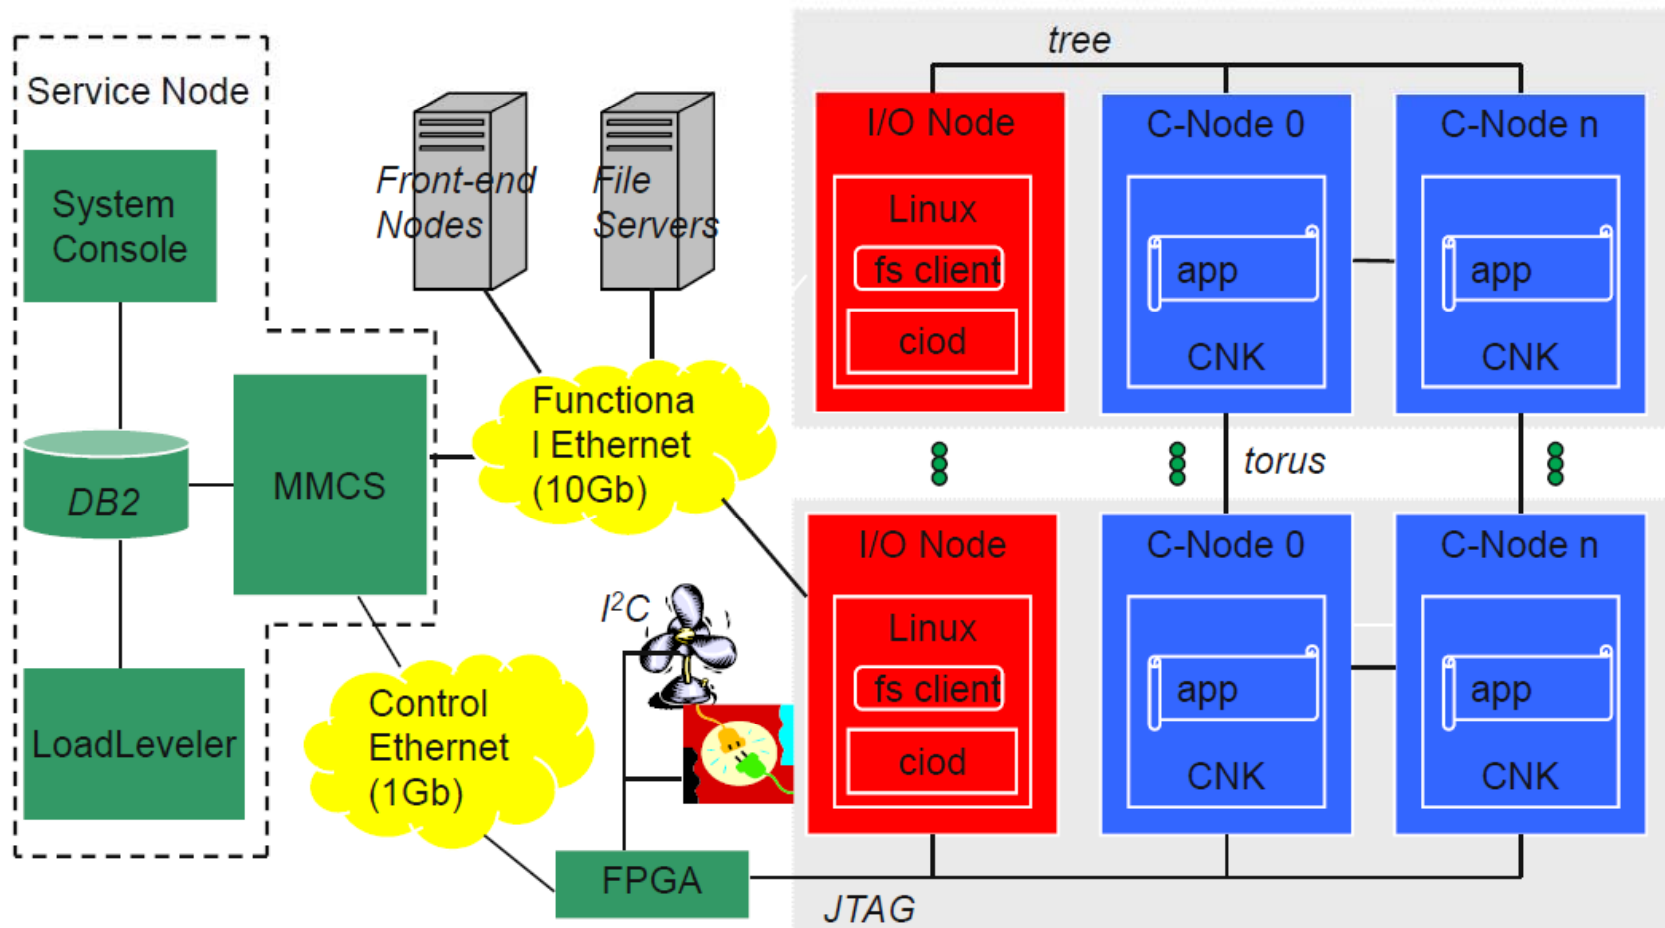 Service Node
System
Console
DB2
MMCS
LoadLeveler
Front-end
Nodes
File
Servers
Functiona
l Ethernet
(10Gb)
I²C
Control
Ethernet
(1Gb)
FPGA
JTAG
tree
I/O Node
Linux
fs client
ciod
C-Node 0
app
CNK
C-Node n
app
CNK
torus
I/O Node
Linux
fs client
ciod
C-Node 0
app
CNK
C-Node n
app
CNK